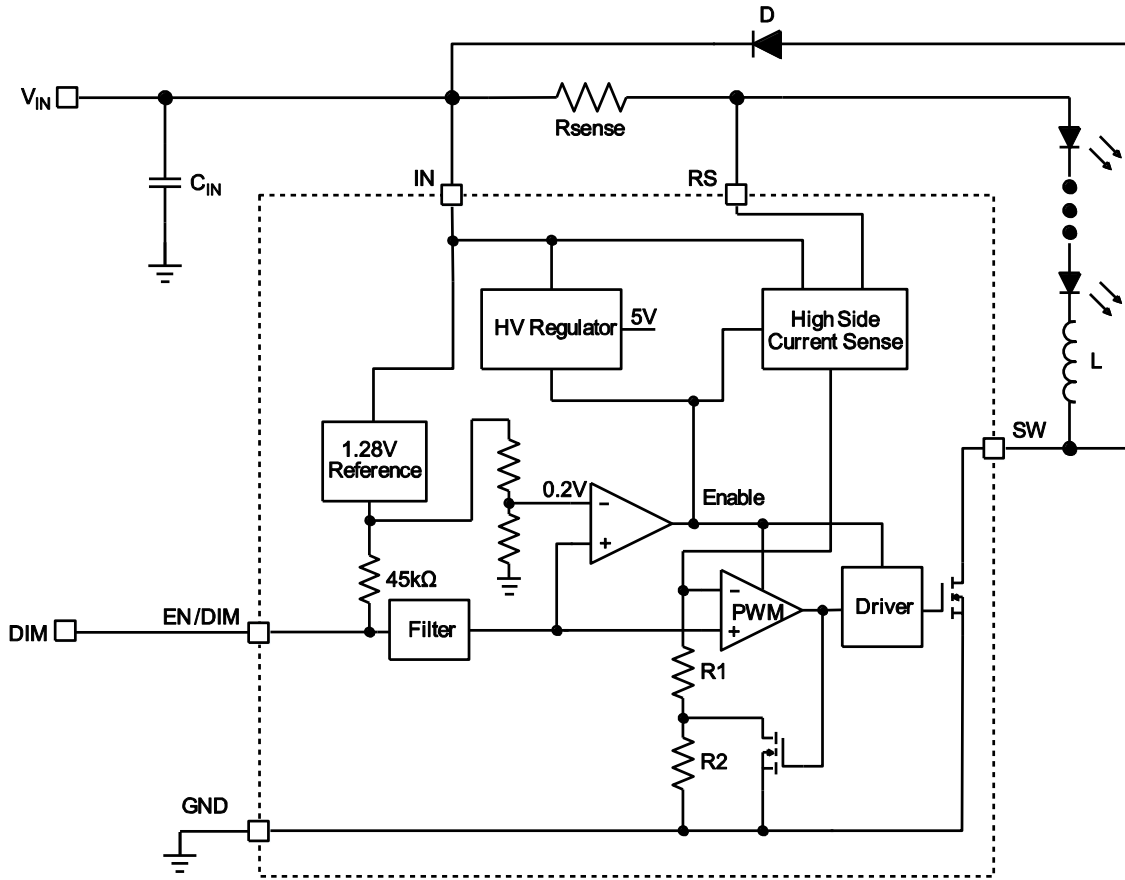 D
VIN
Rsense
CIN
IN
RS
HV Regulator
5V
High Side
Current Sense
L
1.28V
Reference
SW
0.2V
Enable
-
+
45kΩ
EN/DIM
DIM
Filter
-
PWM
+
Driver
R1
R2
GND